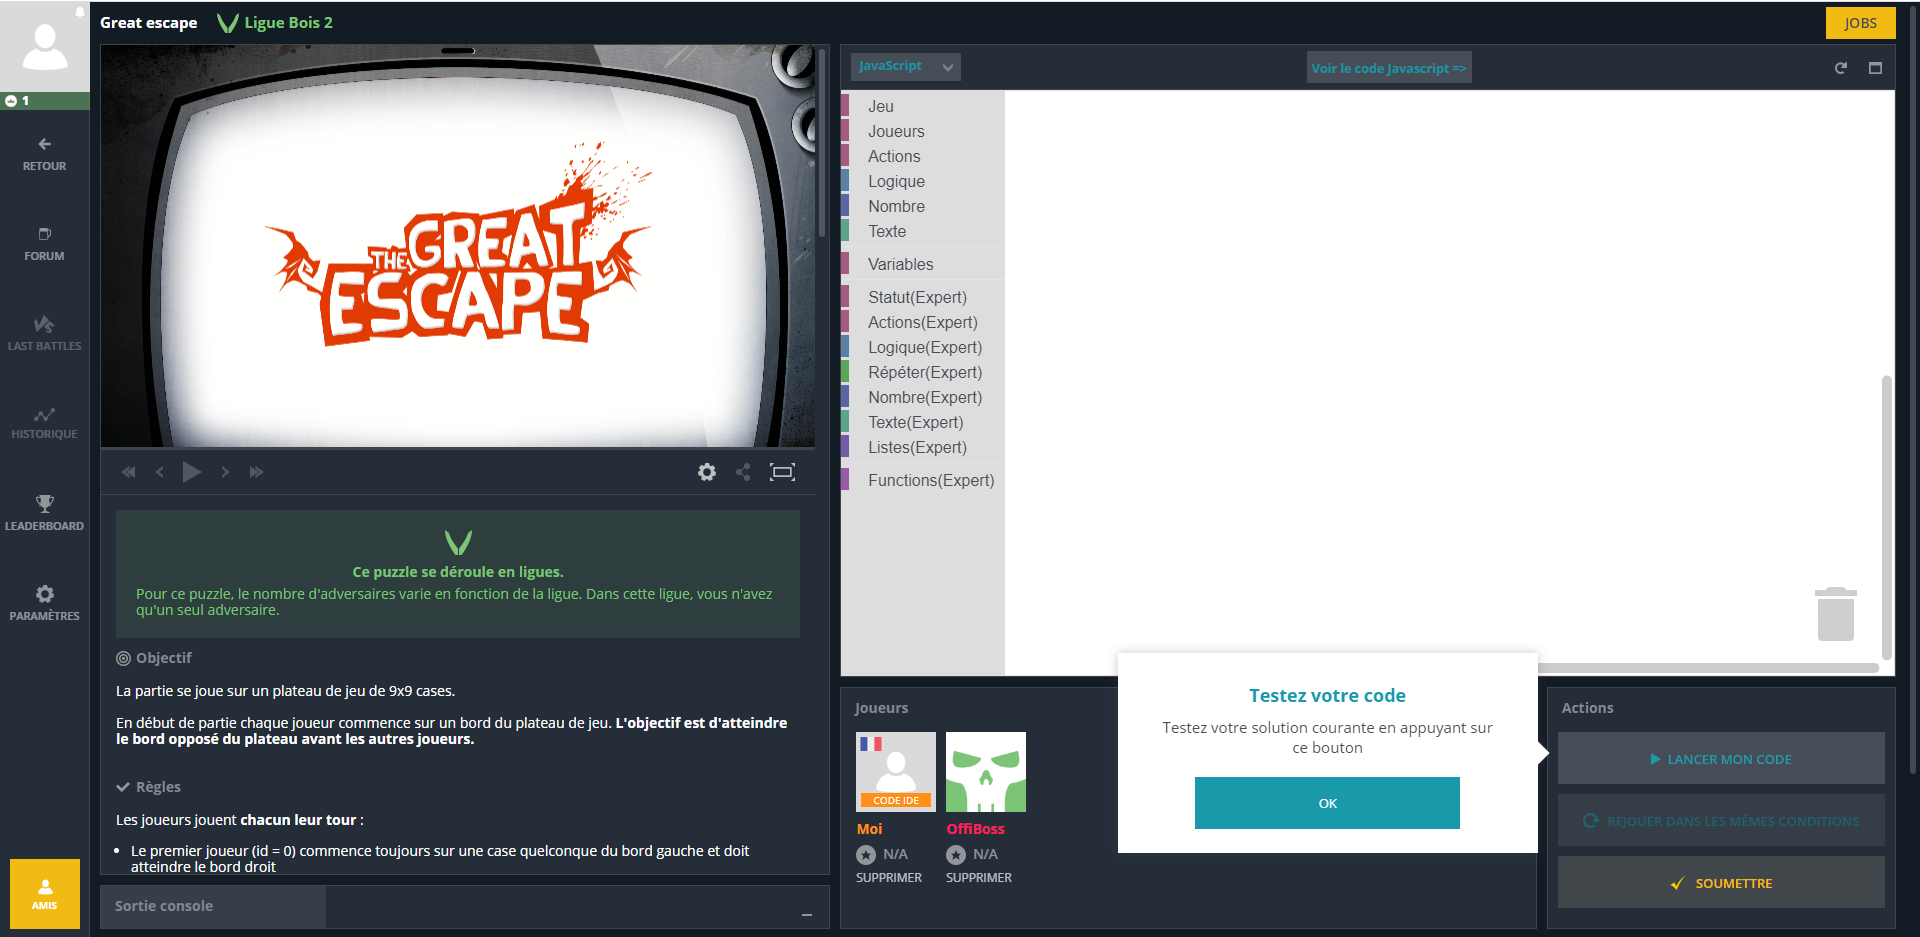 Great escape
Ligue Bois 2
JOBS
1
RETOUR
FORUM
LAST BATTLES
HISTORIQUE
LEADERBOARD
PARAMÈTRES
AMIS
THE GREAT
ESCAPE
Ce puzzle se déroule en ligues.
Pour ce puzzle, le nombre d'adversaires varie en fonction de la ligue. Dans cette ligue, vous n'avez
qu'un seul adversaire.
Objectif
La partie se joue sur un plateau de jeu de 9x9 cases.
En début de partie chaque joueur commence sur un bord du plateau de jeu. L'objectif est d'atteindre
le bord opposé du plateau avant les autres joueurs.
Règles
Les joueurs jouent chacun leur tour :
• Le premier joueur (id = 0) commence toujours sur une case quelconque du bord gauche et doit
atteindre le bord droit
Sortie console
JavaScript
Voir le code Javascript =>
Jeu
Joueurs
Actions
Logique
Nombre
Texte
Variables
Statut(Expert)
Actions(Expert)
Logique(Expert)
Répéter(Expert)
Nombre(Expert)
Texte(Expert)
Listes(Expert)
Functions(Expert)
Joueurs
CODE IDE
Moi
N/A
SUPPRIMER
OffiBoss
N/A
SUPPRIMER
Testez votre code
Testez votre solution courante en appuyant sur
ce bouton
OK
Actions
LANCER MON CODE
REJOUER DANS LES MÊMES CONDITIONS
SOUMETTRE